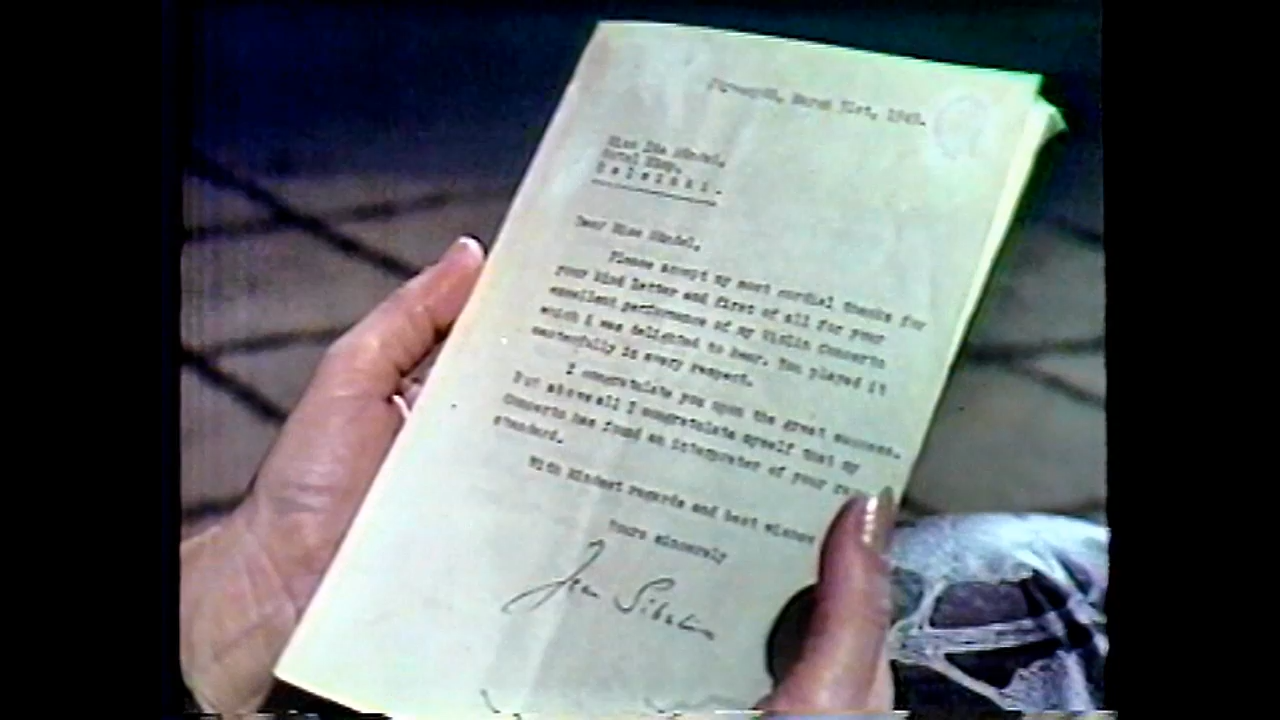 Järvenpää, March 31st, 1949.
Miss Ida Händel,
Hotel Kämp,
Helsinki.
Dear Miss Händel,
Please accept my most cordial thanks for
your kind letter and first of all for your
excellent performance of my Violin Concerto
which I was delighted to hear. You played it
masterfully in every respect.
I congratulate you upon the great success.
But above all I congratulate myself that my
Concerto has found an interpreter of your
standard.
With kindest regards and best wishes
Yours sincerely
Jean Sibelius